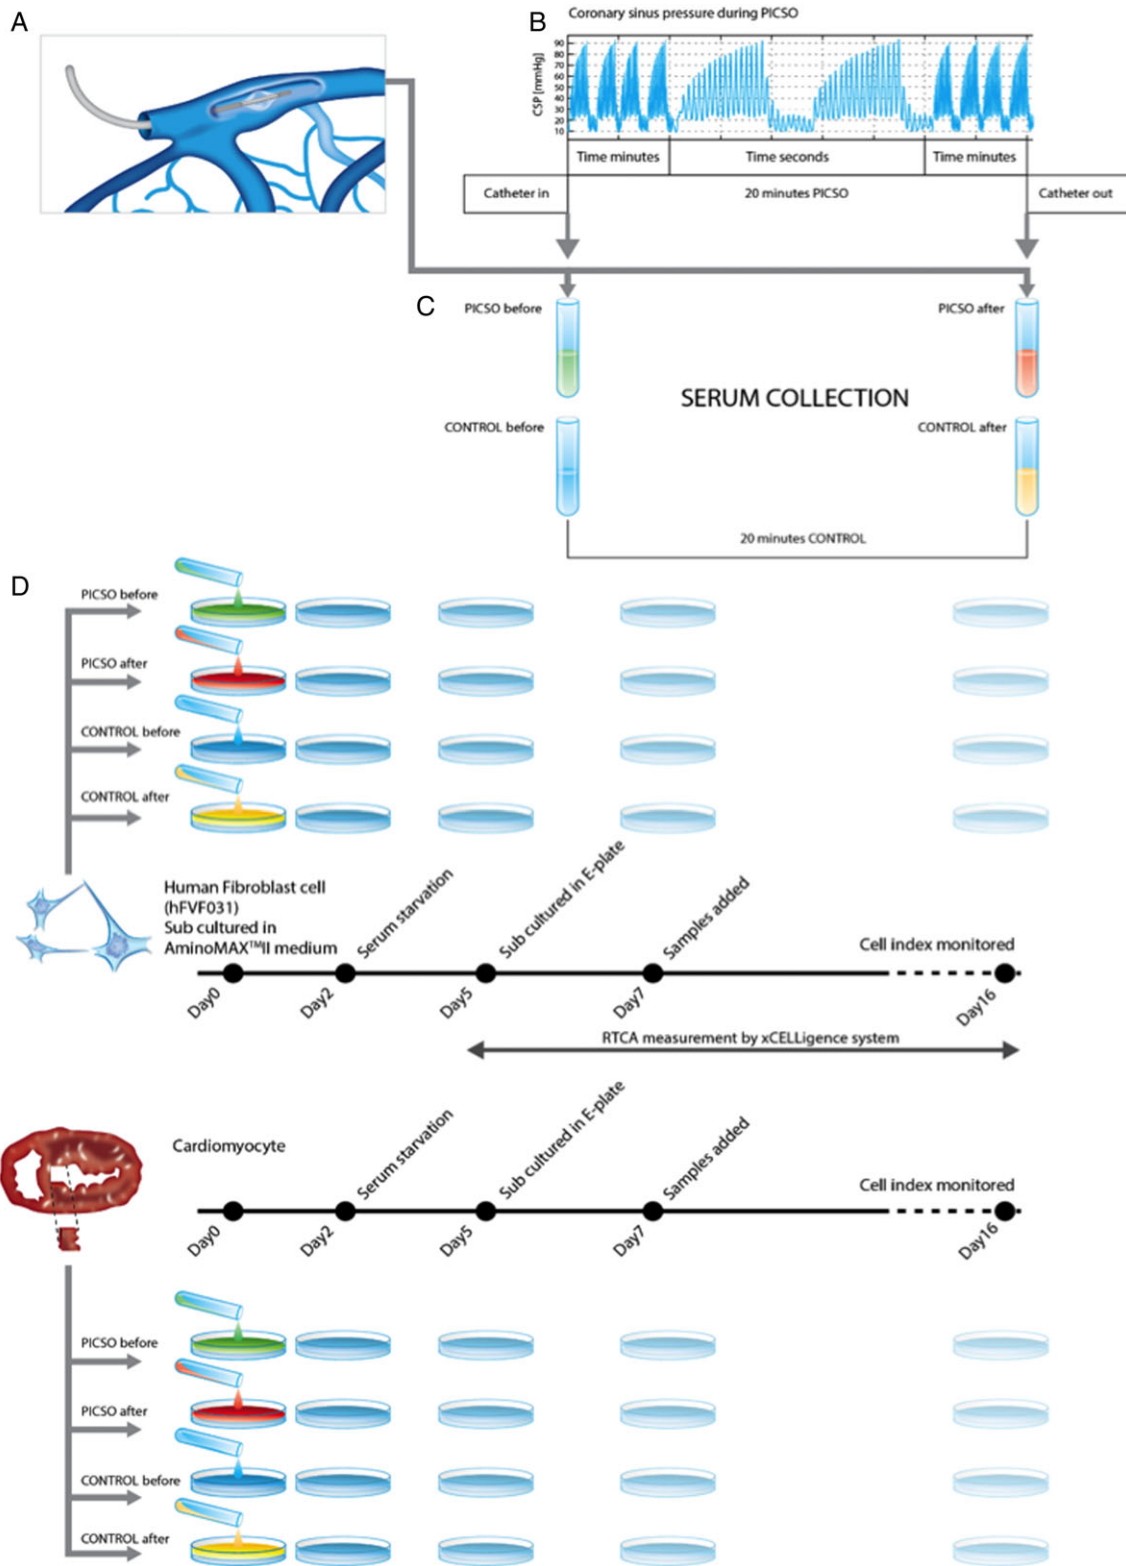 A
B
Coronary sinus pressure during PICSO
CSP [mmHg]
90
80
70
60
50
40
30
20
10
Time minutes
Time seconds
Time minutes
Catheter in
20 minutes PICSO
Catheter out
C
PICSO before
PICSO after
SERUM COLLECTION
CONTROL before
CONTROL after
20 minutes CONTROL
D
PICSO before
PICSO after
CONTROL before
CONTROL after
Human Fibroblast cell
(hFVF031)
Sub cultured in
AminoMAX™II medium
Serum starvation
Sub cultured in E-plate
Samples added
Cell index monitored
Day0
Day2
Day5
Day7
Day16
RTCA measurement by xCELLigence system
Cardiomyocyte
Serum starvation
Sub cultured in E-plate
Samples added
Cell index monitored
Day0
Day2
Day5
Day7
Day16
PICSO before
PICSO after
CONTROL before
CONTROL after